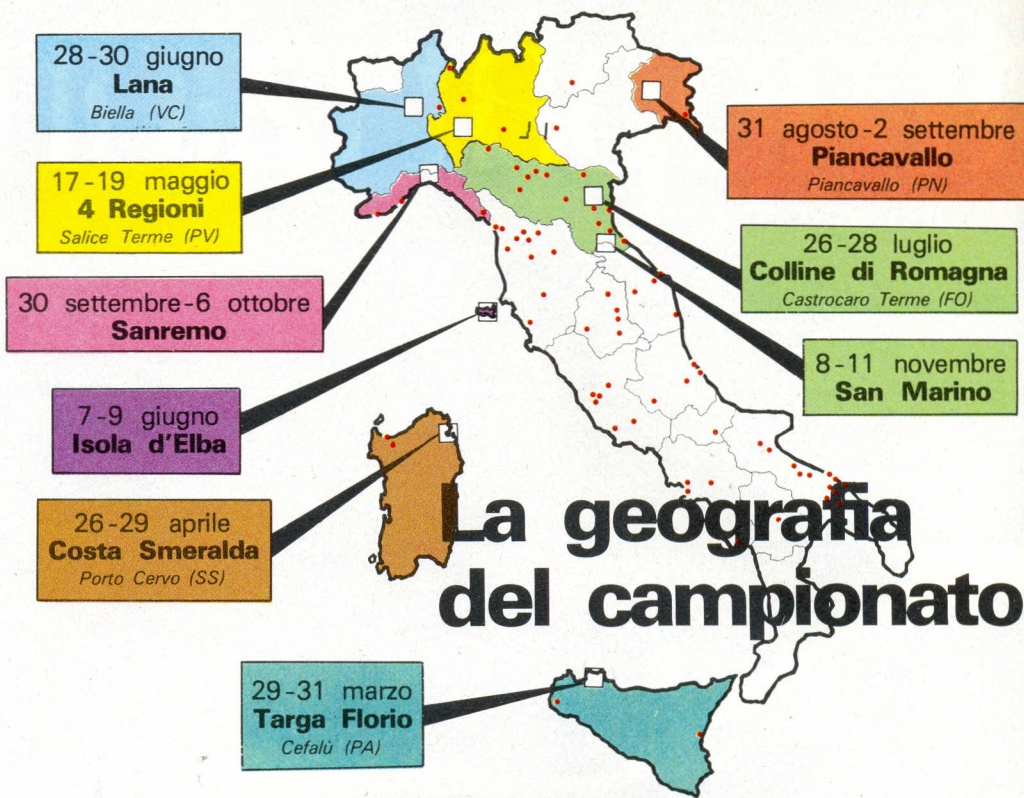 28-30 giugno
Lana
Biella (VC)
17-19 maggio
4 Regioni
Salice Terme (PV)
30 settembre-6 ottobre
Sanremo
7-9 giugno
Isola d'Elba
26-29 aprile
Costa Smeralda
Porto Cervo (SS)
29-31 marzo
Targa Florio
Cefalù (PA)
31 agosto-2 settembre
Piancavallo
Piancavallo (PN)
26-28 luglio
Colline di Romagna
Castrocaro Terme (FO)
8-11 novembre
San Marino
La geografia
del campionato